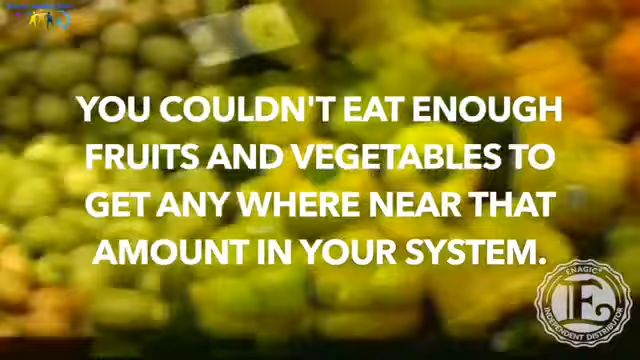 YOU COULDN'T EAT ENOUGH
FRUITS AND VEGETABLES TO
GET ANY WHERE NEAR THAT
AMOUNT IN YOUR SYSTEM.
ENAGIC®
E
INDEPENDENT DISTRIBUTOR